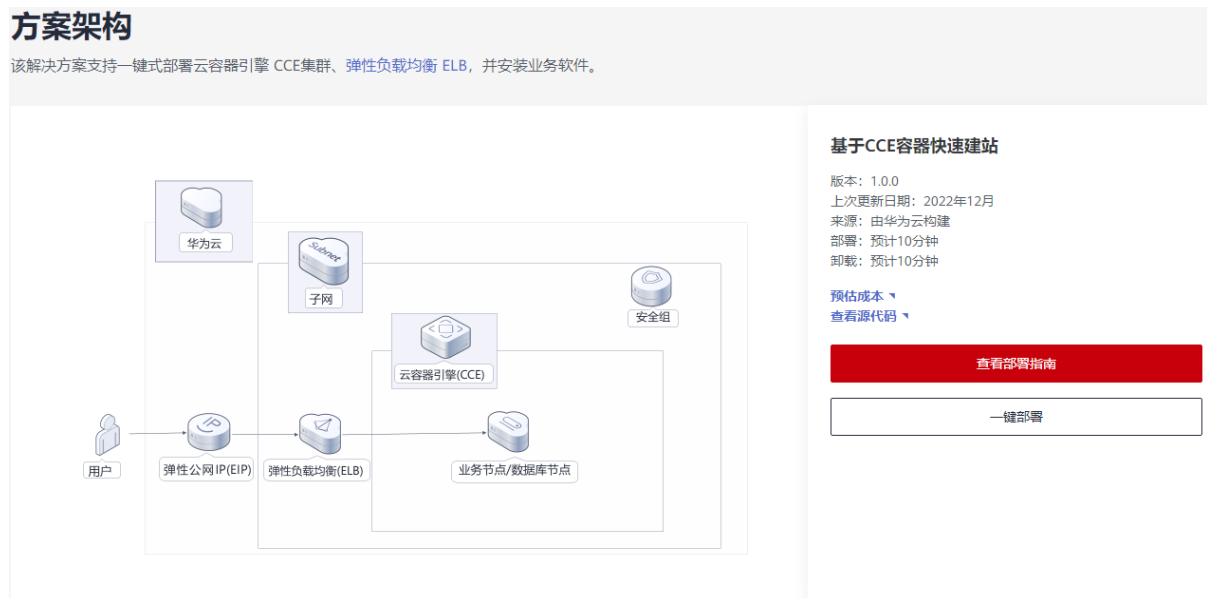 方案架构
该解决方案支持一键式部署云容器引擎 CCE集群、弹性负载均衡 ELB，并安装业务软件。
基于CCE容器快速建站
版本：1.0.0
上次更新日期：2022年12月
来源：由华为云构建
部署：预计10分钟
卸载：预计10分钟
预估成本
查看源代码
查看部署指南
一键部署
华为云
Subnet
子网
安全组
云容器引擎(CCE)
IP
用户
弹性公网IP(EIP)
弹性负载均衡(ELB)
业务节点/数据库节点